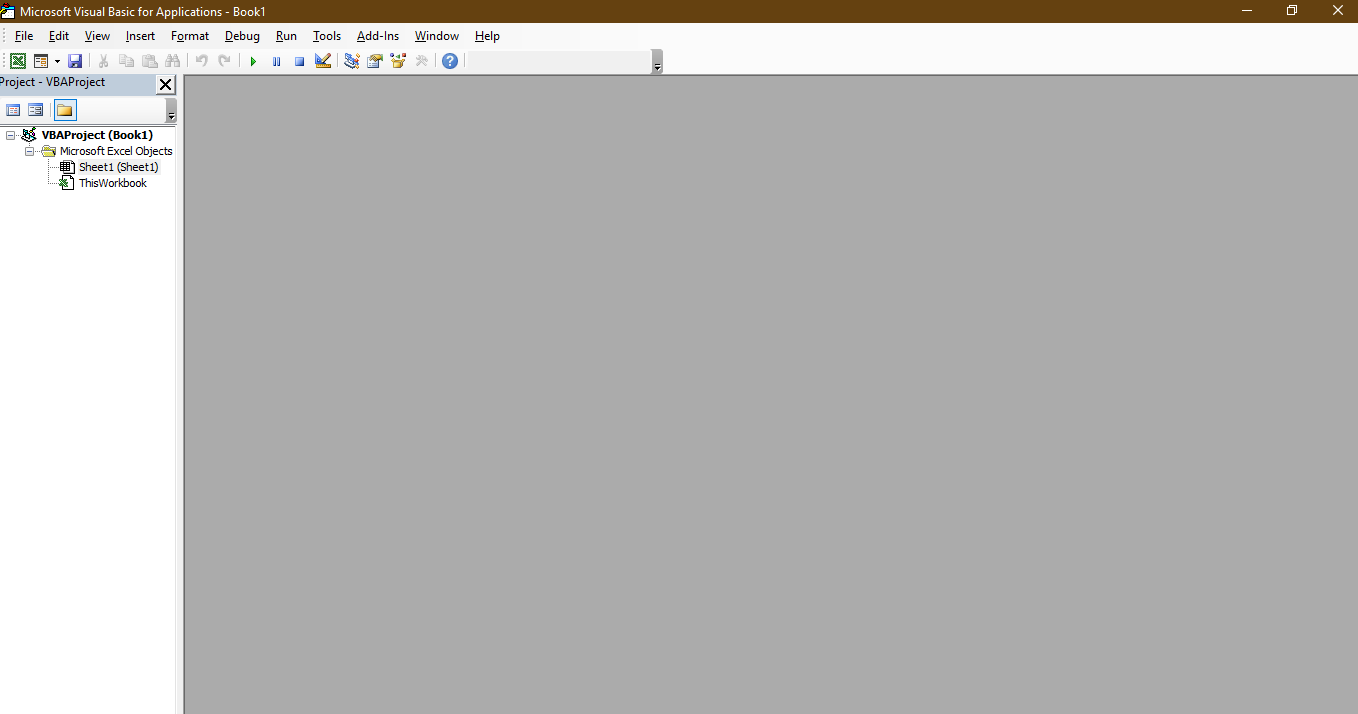 Microsoft Visual Basic for Applications - Book1
File Edit View Insert Format Debug Run Tools Add-Ins Window Help
Project - VBAProject
VBAProject (Book1)
Microsoft Excel Objects
Sheet1 (Sheet1)
ThisWorkbook